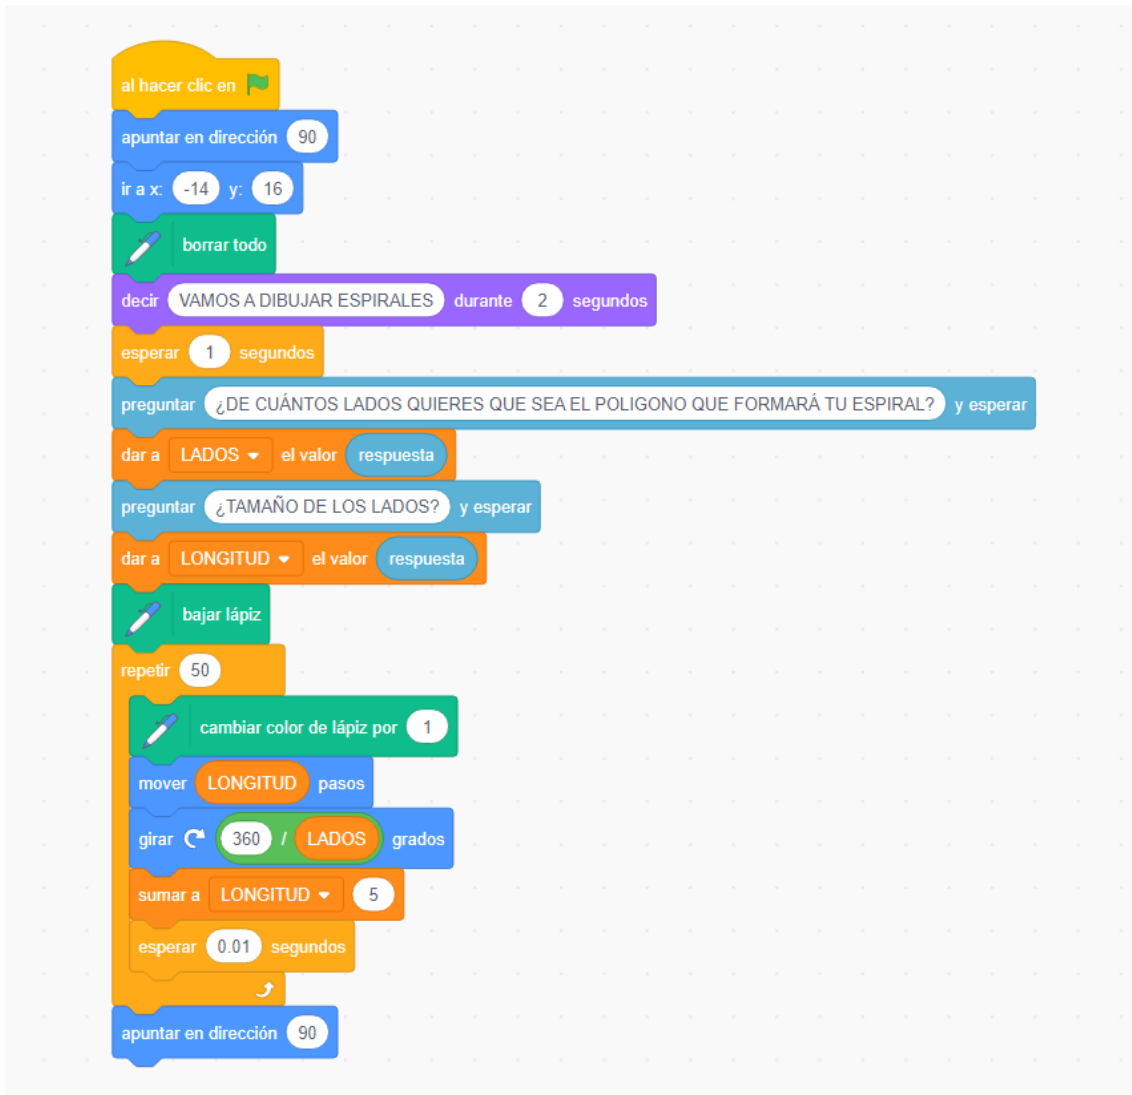 al hacer clic en
apuntar en dirección 90
ir a x: -14 y: 16
borrar todo
decir VAMOS A DIBUJAR ESPIRALES durante 2 segundos
esperar 1 segundos
preguntar ¿DE CUÁNTOS LADOS QUIERES QUE SEA EL POLIGONO QUE FORMARÁ TU ESPIRAL? y esperar
dar a LADOS el valor respuesta
preguntar ¿TAMAÑO DE LOS LADOS? y esperar
dar a LONGITUD el valor respuesta
bajar lápiz
repetir 50
cambiar color de lápiz por 1
mover LONGITUD pasos
girar 360 / LADOS grados
sumar a LONGITUD 5
esperar 0.01 segundos
apuntar en dirección 90